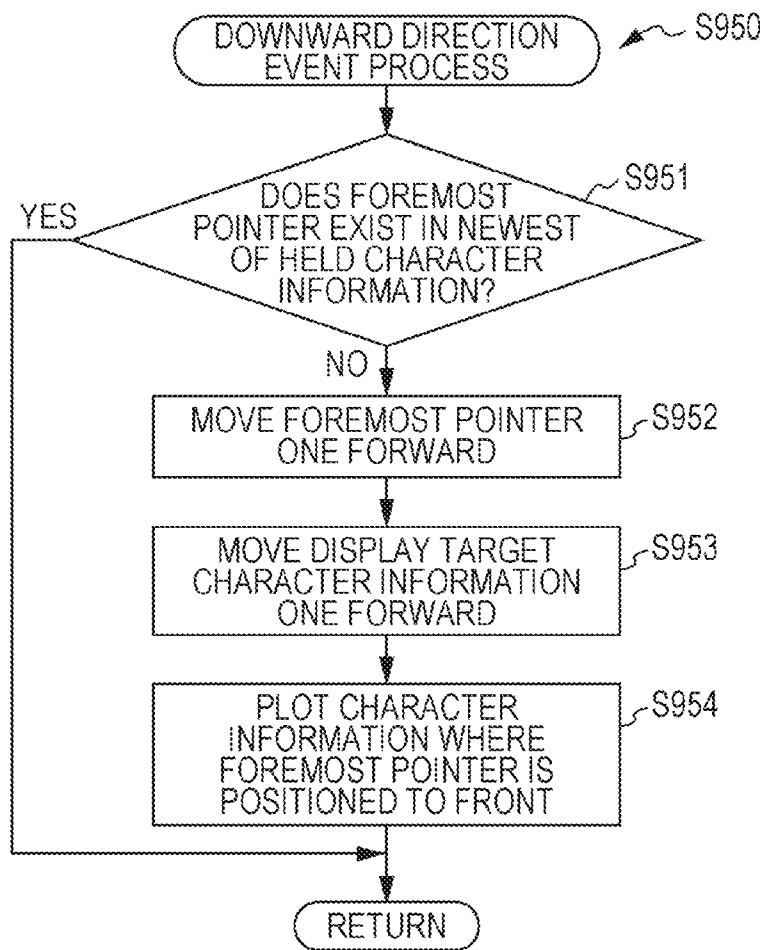 DOWNWARD DIRECTION
EVENT PROCESS
S950
DOES FOREMOST
POINTER EXIST IN NEWEST
OF HELD CHARACTER
INFORMATION?
S951
YES
NO
MOVE FOREMOST POINTER
ONE FORWARD
S952
MOVE DISPLAY TARGET
CHARACTER INFORMATION
ONE FORWARD
S953
PLOT CHARACTER
INFORMATION WHERE
FOREMOST POINTER IS
POSITIONED TO FRONT
S954
RETURN